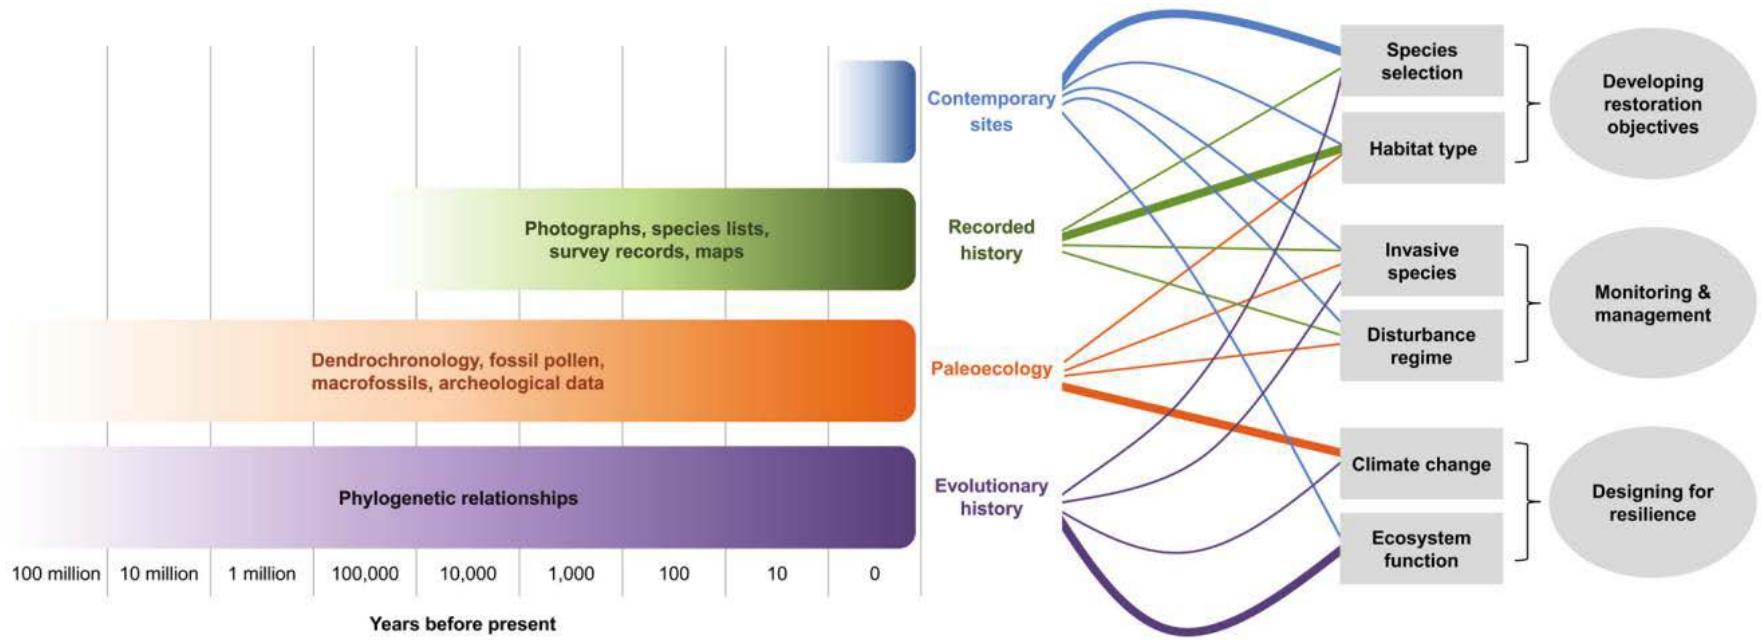 Contemporary
sites
Photographs, species lists,
survey records, maps
Recorded
history
Dendrochronology, fossil pollen,
macrofossils, archeological data
Paleoecology
Phylogenetic relationships
Evolutionary
history
100 million 10 million 1 million 100,000 10,000 1,000 100 10 0
Years before present
Species
selection
Habitat type
Developing
restoration
objectives
Invasive
species
Disturbance
regime
Monitoring &
management
Climate change
Ecosystem
function
Designing for
resilience